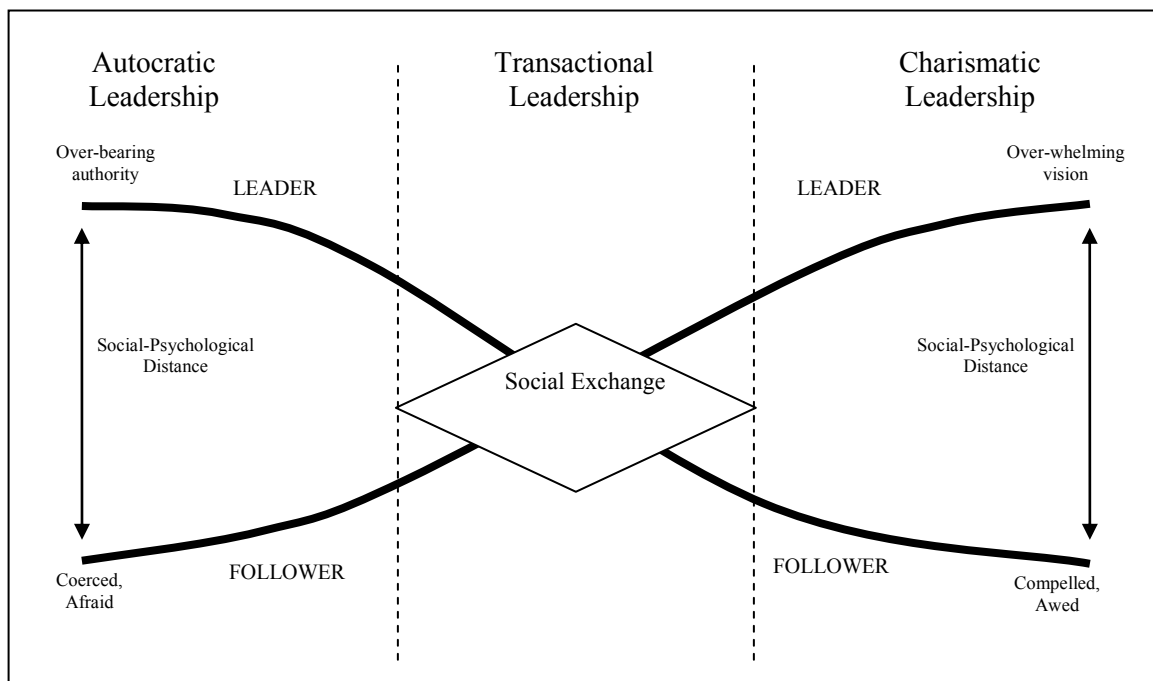 Autocratic
Leadership
Transactional
Leadership
Charismatic
Leadership
Over-bearing
authority
LEADER
LEADER
Over-whelming
vision
Social-Psychological
Distance
Social Exchange
Social-Psychological
Distance
Coerced,
Afraid
FOLLOWER
FOLLOWER
Compelled,
Awed